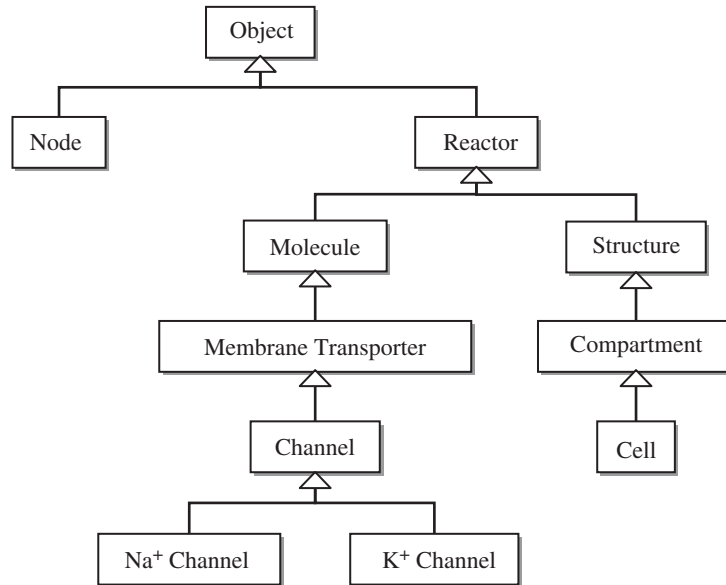 Object
Node
Reactor
Molecule
Structure
Membrane Transporter
Compartment
Channel
Cell
Na⁺ Channel
K⁺ Channel